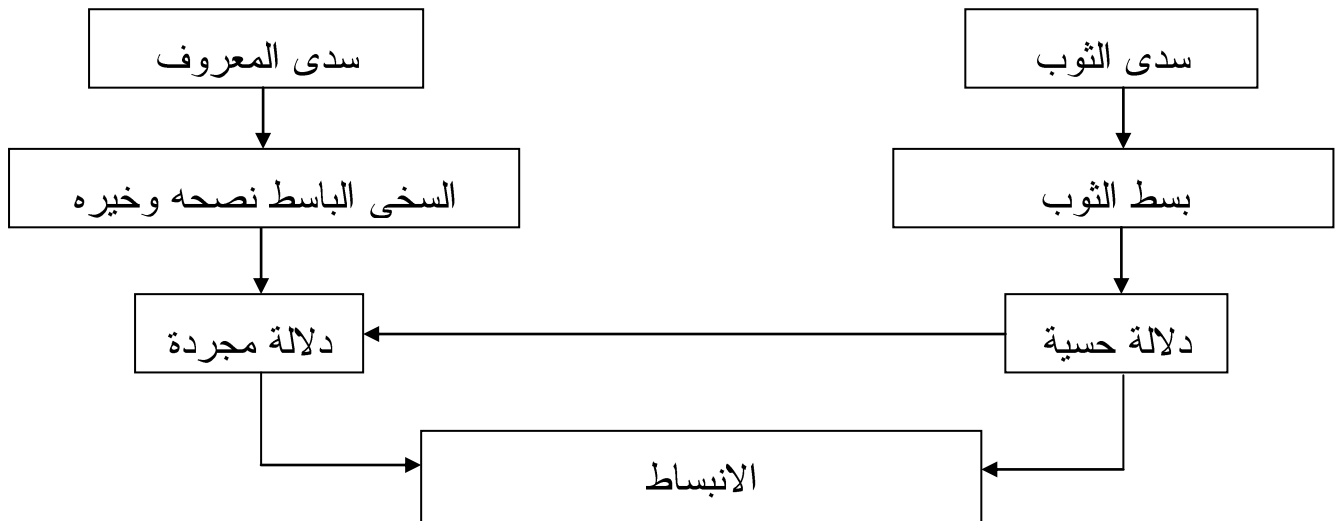 سدى الثوب
سدى المعروف
بسط الثوب
السخى الباسط نصحه وخيره
دلالة حسية
دلالة مجردة
الانبساط